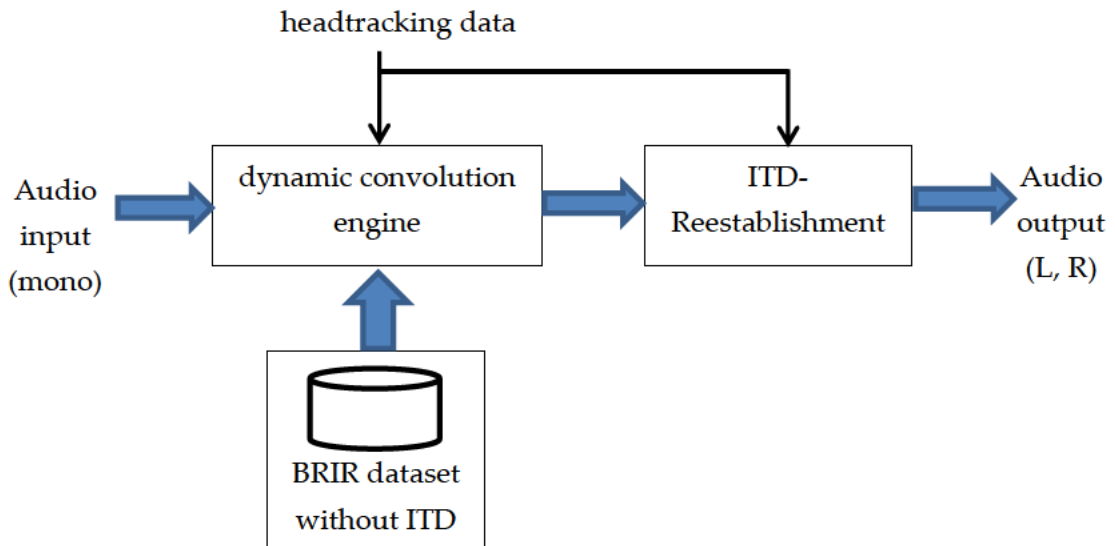 headtracking data
Audio
input
(mono)
dynamic convolution
engine
ITD-
Reestablishment
Audio
output
(L, R)
BRIR dataset
without ITD